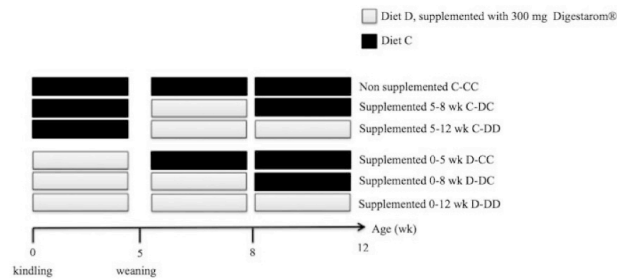 Diet D, supplemented with 300 mg Digestarom®
Diet C
Non supplemented C-CC
Supplemented 5-8 wk C-DC
Supplemented 5-12 wk C-DD
Supplemented 0-5 wk D-CC
Supplemented 0-8 wk D-DC
Supplemented 0-12 wk D-DD
Age (wk)
0 5 8 12
kindling weaning